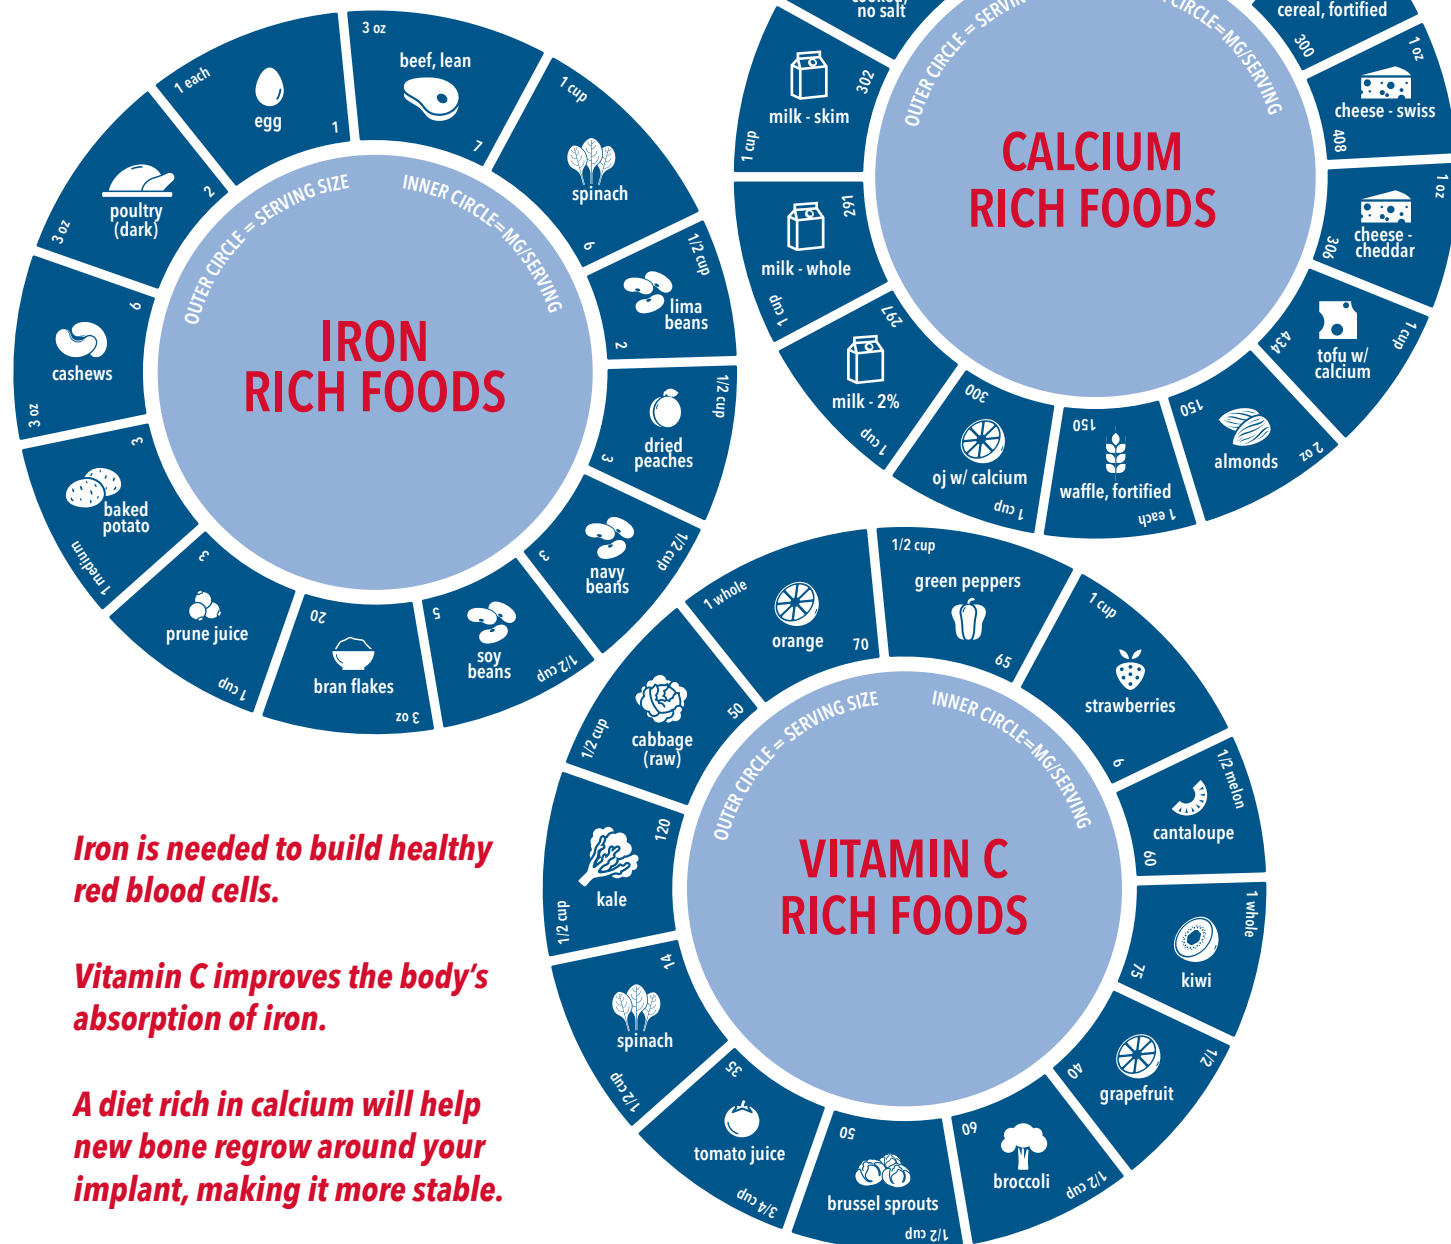 3 oz
beef, lean
7
1 cup
spinach
6
1/2 cup
lima
beans
2
1/2 cup
dried
peaches
3
1/2 cup
navy
beans
3
1/2 cup
soy
beans
5
3 oz
bran flakes
20
1 cup
prune juice
3
1 medium
baked
potato
3
3 oz
cashews
6
3 oz
poultry
(dark)
2
1 each
egg
1
OUTER CIRCLE = SERVING SIZE
INNER CIRCLE=MG/SERVING
IRON
RICH FOODS
no salt
cereal, fortified
300
1 oz
cheese - swiss
408
1 oz
cheese -
cheddar
306
1 cup
tofu w/
calcium
434
2 oz
almonds
150
1 each
waffle, fortified
150
1 cup
oj w/ calcium
300
1 cup
milk - 2%
297
1 cup
milk - whole
291
1 cup
milk - skim
302
OUTER CIRCLE = SERVIN
CIRCLE=MG/SERVING
CALCIUM
RICH FOODS
1/2 cup
green peppers
65
1 cup
strawberries
6
1/2 melon
cantaloupe
60
1 whole
kiwi
75
1/2
grapefruit
40
1/2 cup
broccoli
60
1/2 cup
brussel sprouts
50
3/4 cup
tomato juice
35
1/2 cup
spinach
14
1/2 cup
kale
120
1/2 cup
cabbage
(raw)
50
1 whole
orange
70
OUTER CIRCLE = SERVING SIZE
INNER CIRCLE=MG/SERVING
VITAMIN C
RICH FOODS
Iron is needed to build healthy
red blood cells.
Vitamin C improves the body's
absorption of iron.
A diet rich in calcium will help
new bone regrow around your
implant, making it more stable.